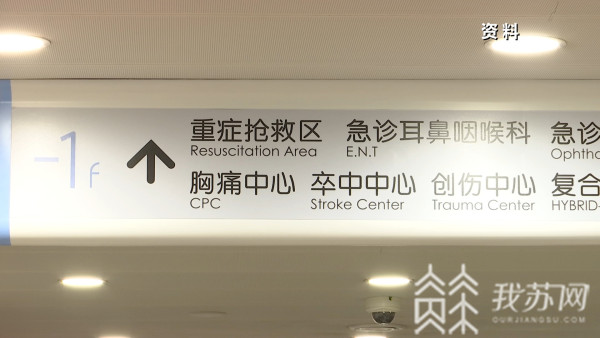 资料
-1F
重症抢救区 急诊耳鼻咽喉科 急诊
Resuscitation Area E.N.T Ophtho
胸痛中心 卒中中心 创伤中心 复合
CPC Stroke Center Trauma Center HYBRID-
我苏网
OURJIANGSU.COM